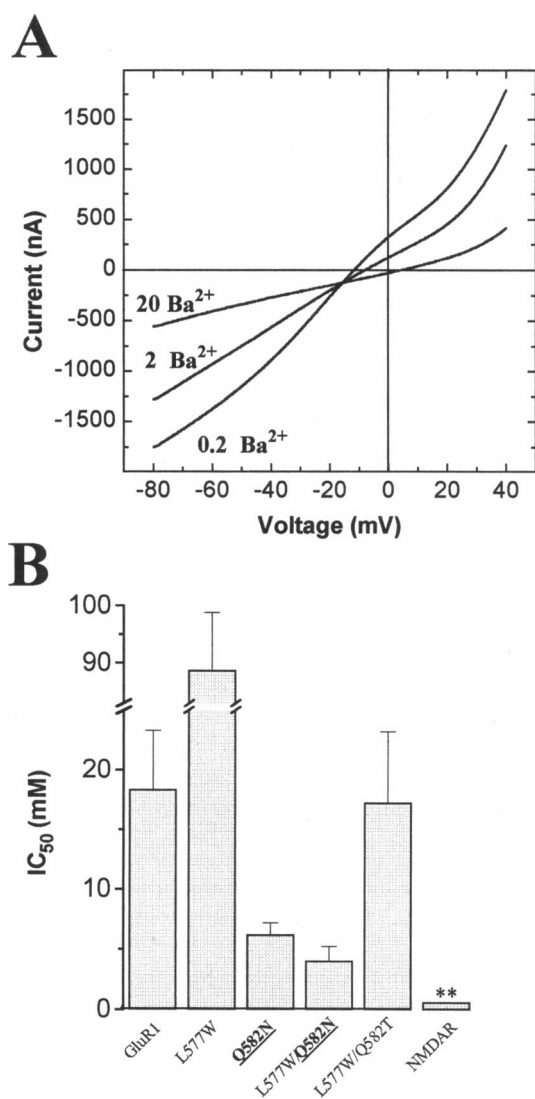 A
Current (nA)
1500
1000
500
0
-500
-1000
-1500
20 Ba²⁺
2 Ba²⁺
0.2 Ba²⁺
-80 -60 -40 -20 0 20 40
Voltage (mV)
B
IC₅₀ (mM)
100
90
20
10
0
**
GluR1
L577W
Q582N
L577W/Q582N
L577W/Q582T
NMDAR